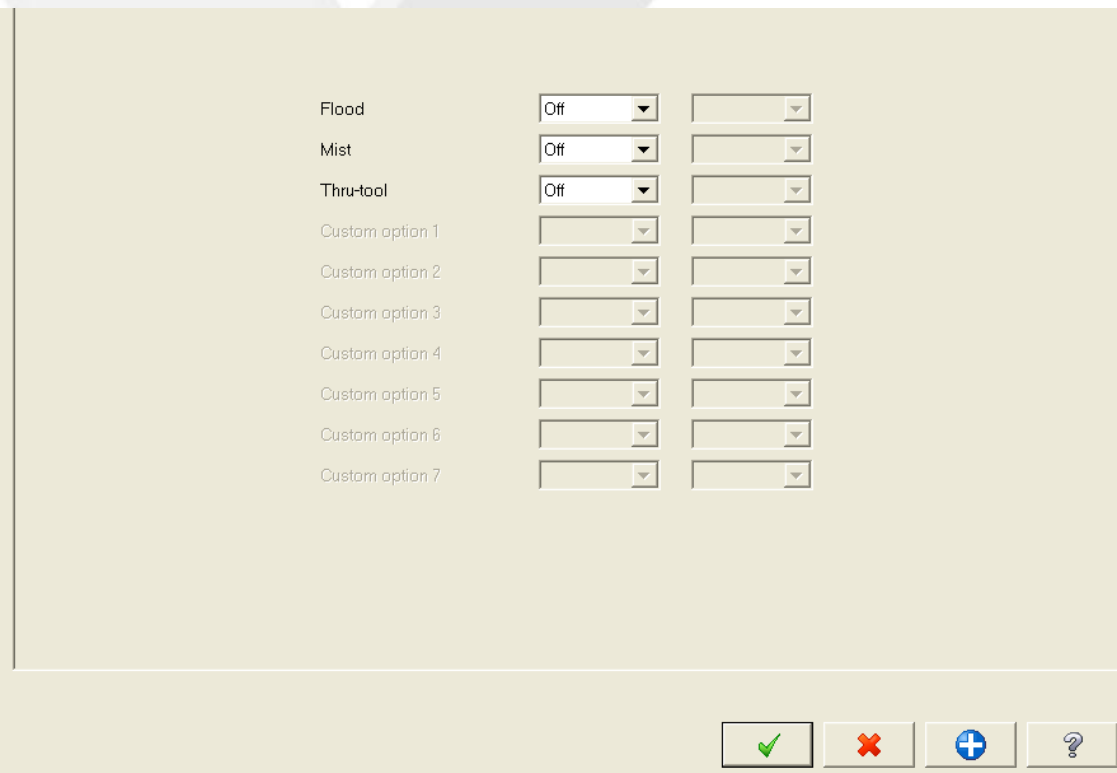 Flood Off
Mist Off
Thru-tool Off
Custom option 1
Custom option 2
Custom option 3
Custom option 4
Custom option 5
Custom option 6
Custom option 7